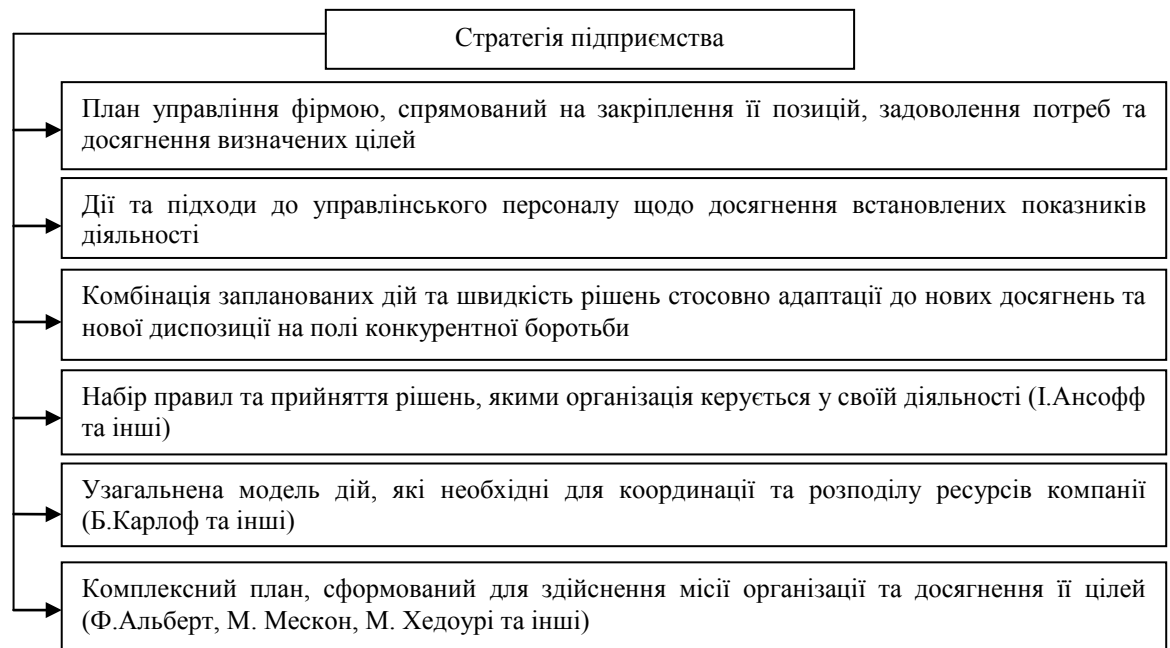 Стратегія підприємства
План управління фірмою, спрямований на закріплення її позицій, задоволення потреб та
досягнення визначених цілей
Дії та підходи до управлінського персоналу щодо досягнення встановлених показників
діяльності
Комбінація запланованих дій та швидкість рішень стосовно адаптації до нових досягнень та
нової диспозиції на полі конкурентної боротьби
Набір правил та прийняття рішень, якими організація керується у своїй діяльності (І.Ансофф
та інші)
Узагальнена модель дій, які необхідні для координації та розподілу ресурсів компанії
(Б.Карлоф та інші)
Комплексний план, сформований для здійснення місії організації та досягнення її цілей
(Ф.Альберт, М. Мескон, М. Хедоурі та інші)